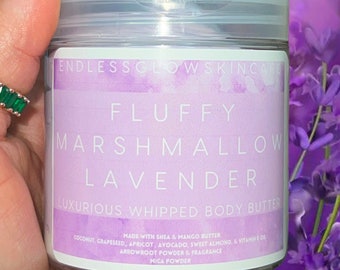 ENDLESSGLOWSKINCARE
FLUFFY
MARSHMALLOW
LAVENDER
LUXURIOUS WHIPPED BODY BUTTER
MADE WITH SHEA & MANGO BUTTER
COCONUT, GRAPESEED, APRICOT, AVOCADO, SWEET ALMOND, & VITAMIN E OIL
ARROWROOT POWDER & FRAGRANCE
MICA POWDER